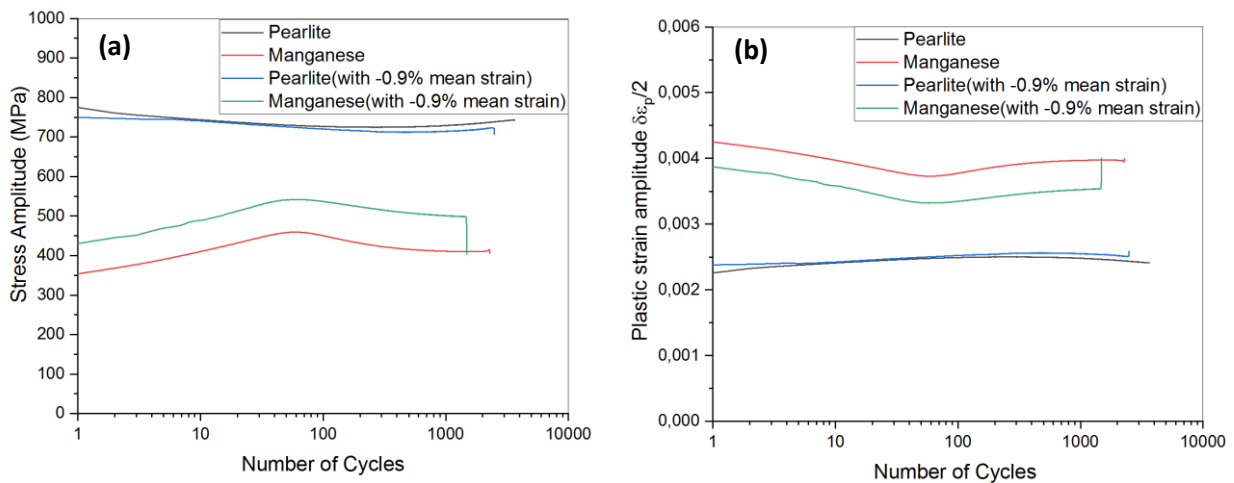 (a)
Pearlite
Manganese
Pearlite(with -0.9% mean strain)
Manganese(with -0.9% mean strain)
1000
900
800
700
600
500
400
300
200
100
0
Stress Amplitude (MPa)
1 10 100 1000 10000
Number of Cycles
(b)
Pearlite
Manganese
Pearlite(with -0.9% mean strain)
Manganese(with -0.9% mean strain)
0,006
0,005
0,004
0,003
0,002
0,001
0,000
Plastic strain amplitude δεp/2
1 10 100 1000 10000
Number of Cycles